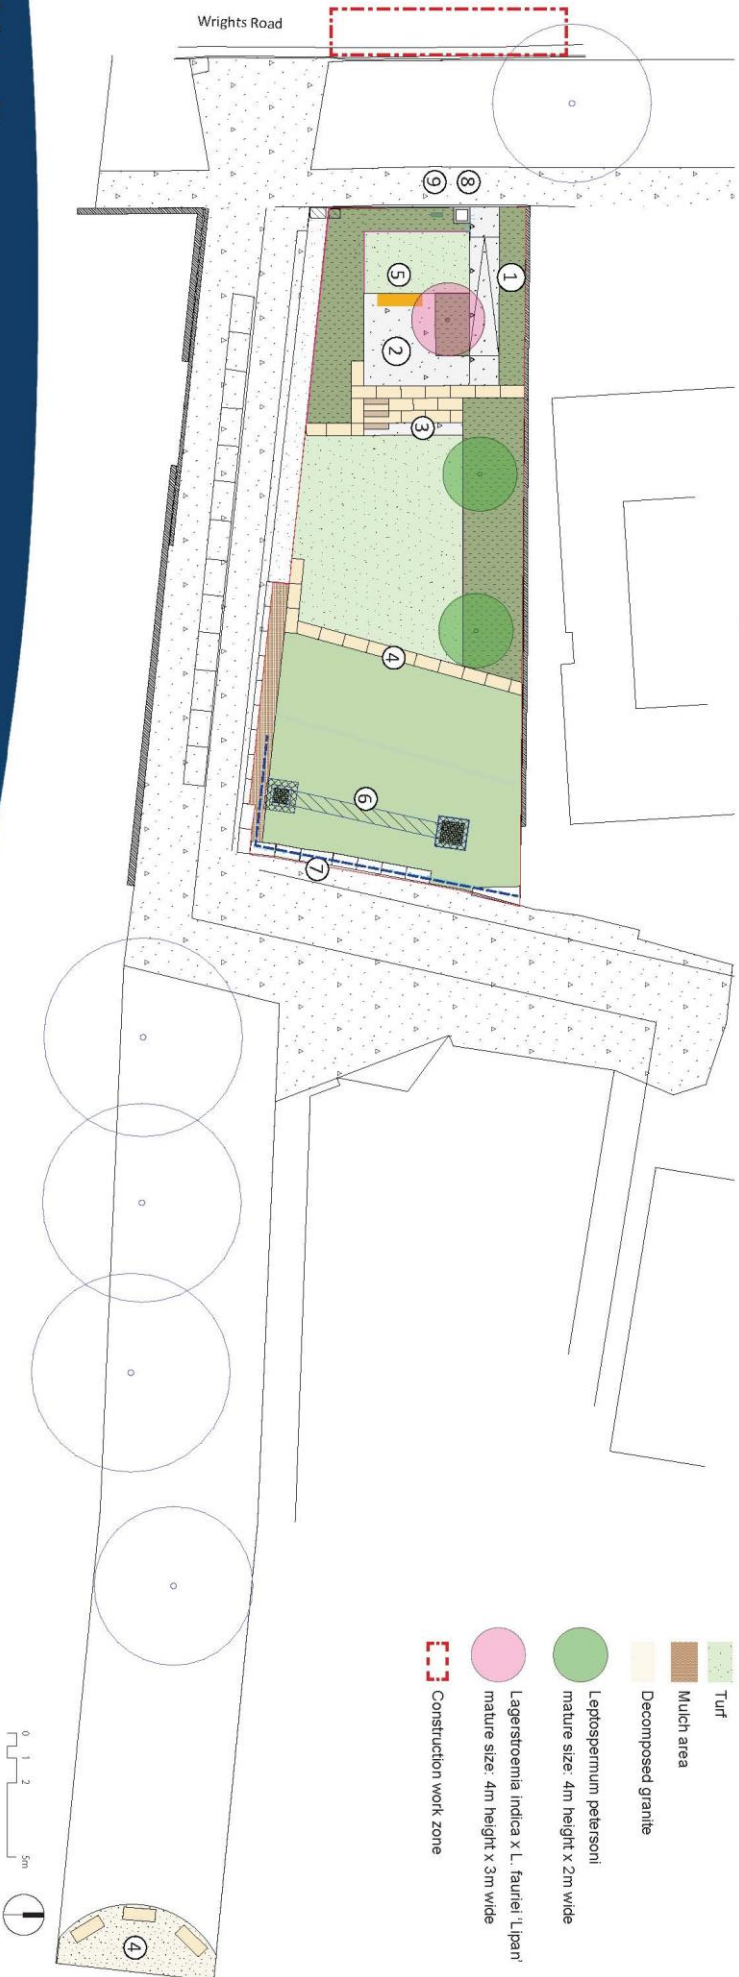 Wrights Road
9
8
1
5
2
3
4
6
7
Turf
Mulch area
Decomposed granite
Leptospermum petersoni
mature size: 4m height x 2m wide
Lagerstroemia indica x L. fauriei 'Lipan'
mature size: 4m height x 3m wide
Construction work zone
0 1 2 5m
4